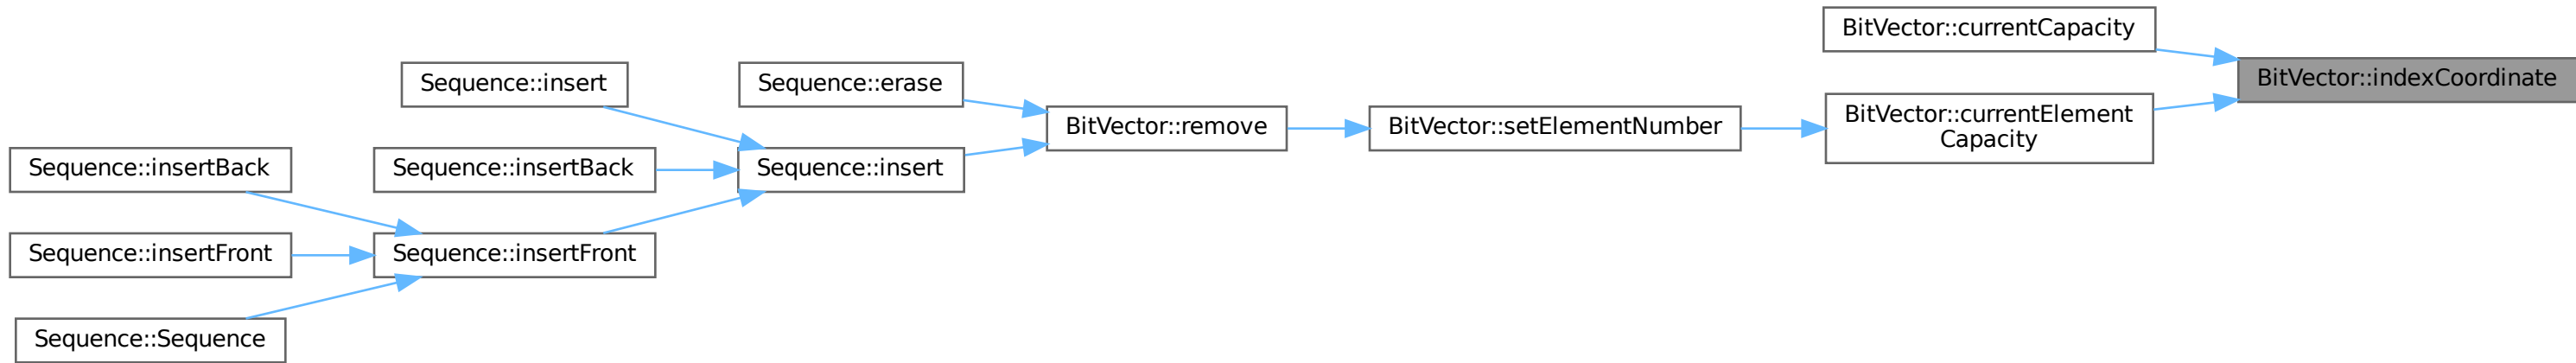 BitVector::currentCapacity
BitVector::indexCoordinate
Sequence::insert
Sequence::erase
BitVector::currentElement
Capacity
BitVector::remove
BitVector::setElementNumber
Sequence::insertBack
Sequence::insertBack
Sequence::insert
Sequence::insertFront
Sequence::insertFront
Sequence::Sequence